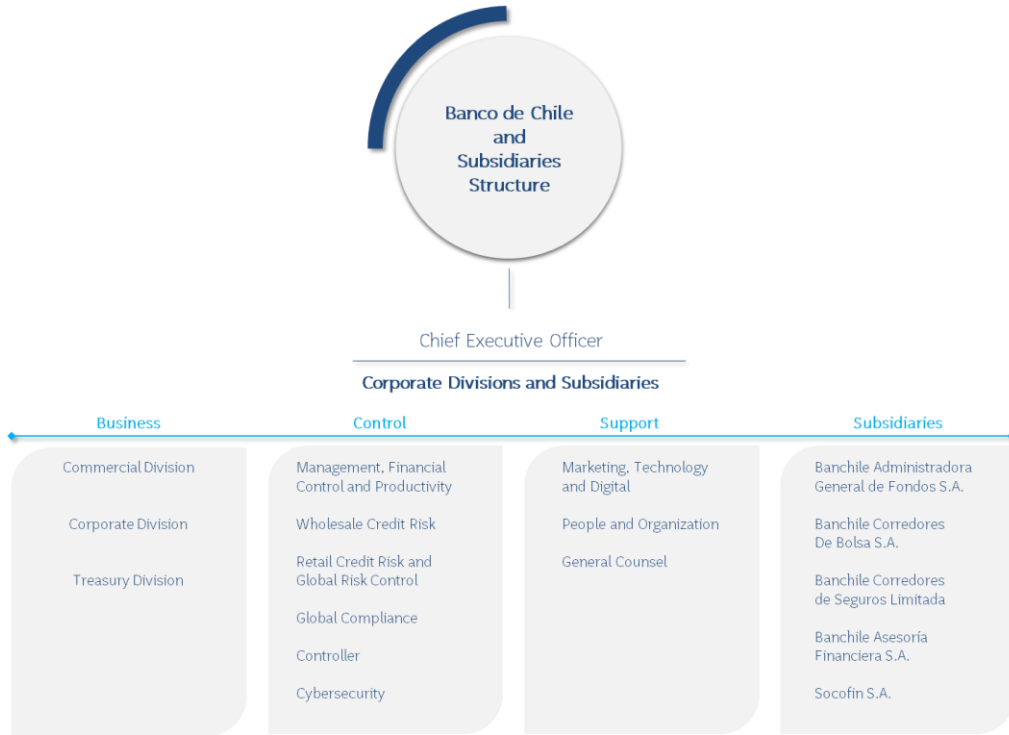 Banco de Chile
and
Subsidiaries
Structure
Chief Executive Officer
Corporate Divisions and Subsidiaries
Business
Commercial Division
Corporate Division
Treasury Division
Control
Management, Financial
Control and Productivity
Wholesale Credit Risk
Retail Credit Risk and
Global Risk Control
Global Compliance
Controller
Cybersecurity
Support
Marketing, Technology
and Digital
People and Organization
General Counsel
Subsidiaries
Banchile Administradora
General de Fondos S.A.
Banchile Corredores
De Bolsa S.A.
Banchile Corredores
de Seguros Limitada
Banchile Asesoría
Financiera S.A.
Socofin S.A.